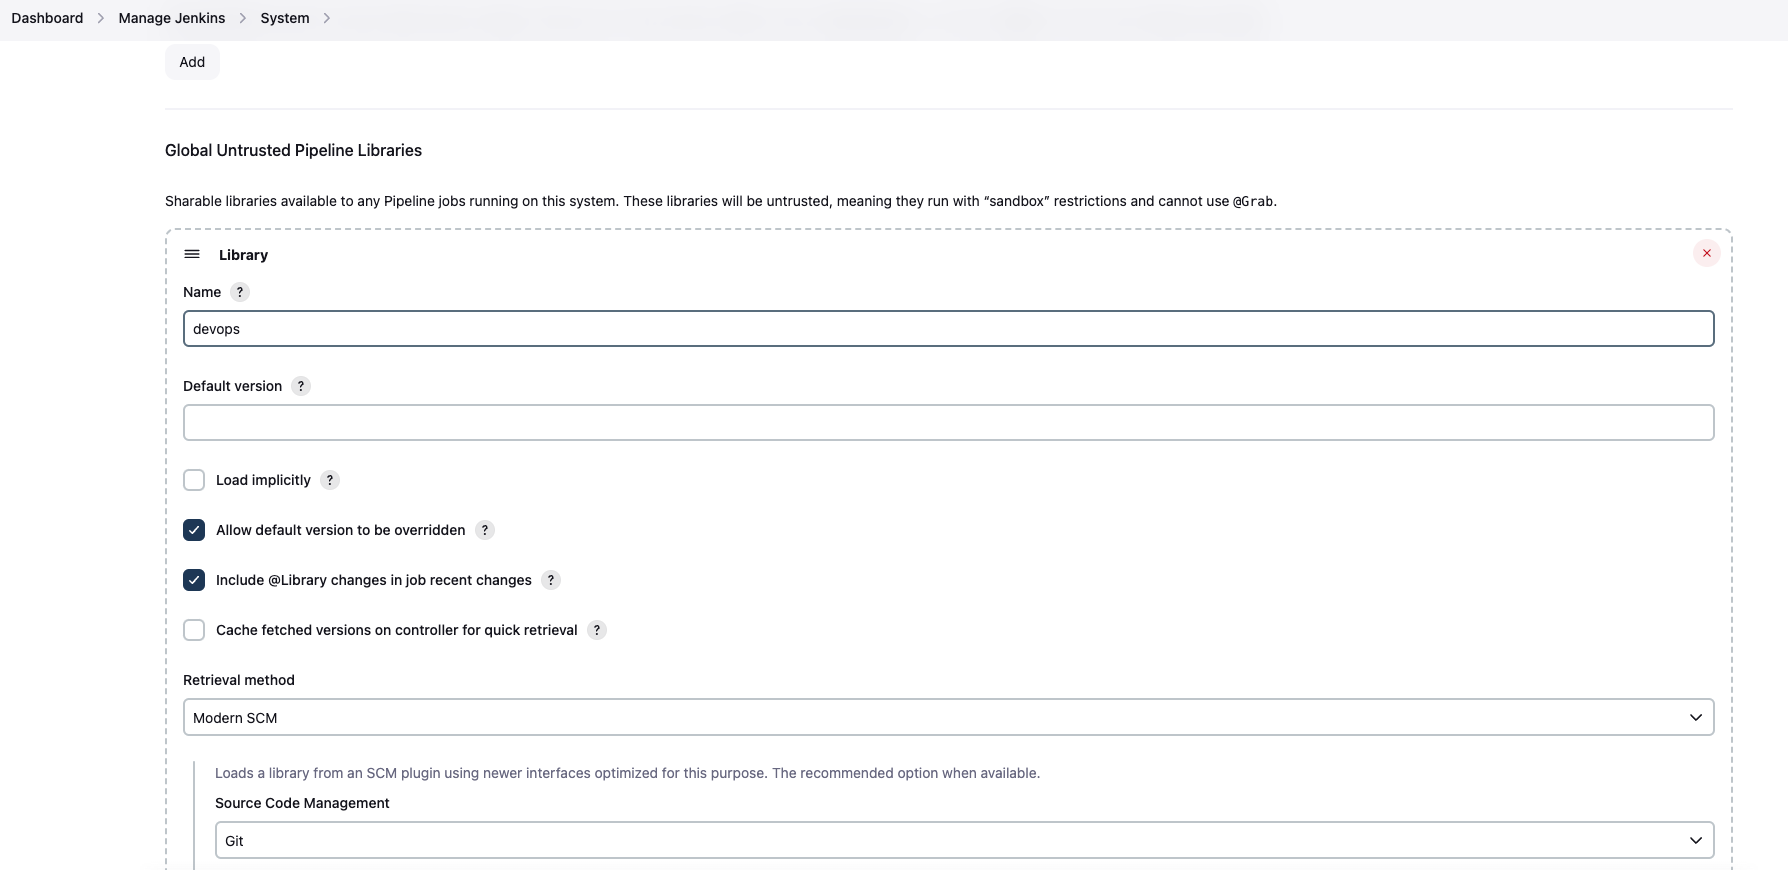 Dashboard > Manage Jenkins > System >
Add
Global Untrusted Pipeline Libraries
Sharable libraries available to any Pipeline jobs running on this system. These libraries will be untrusted, meaning they run with “sandbox” restrictions and cannot use @Grab.
Library
Name ?
devops
Default version ?
Load implicitly ?
Allow default version to be overridden ?
Include @Library changes in job recent changes ?
Cache fetched versions on controller for quick retrieval ?
Retrieval method
Modern SCM
Loads a library from an SCM plugin using newer interfaces optimized for this purpose. The recommended option when available.
Source Code Management
Git